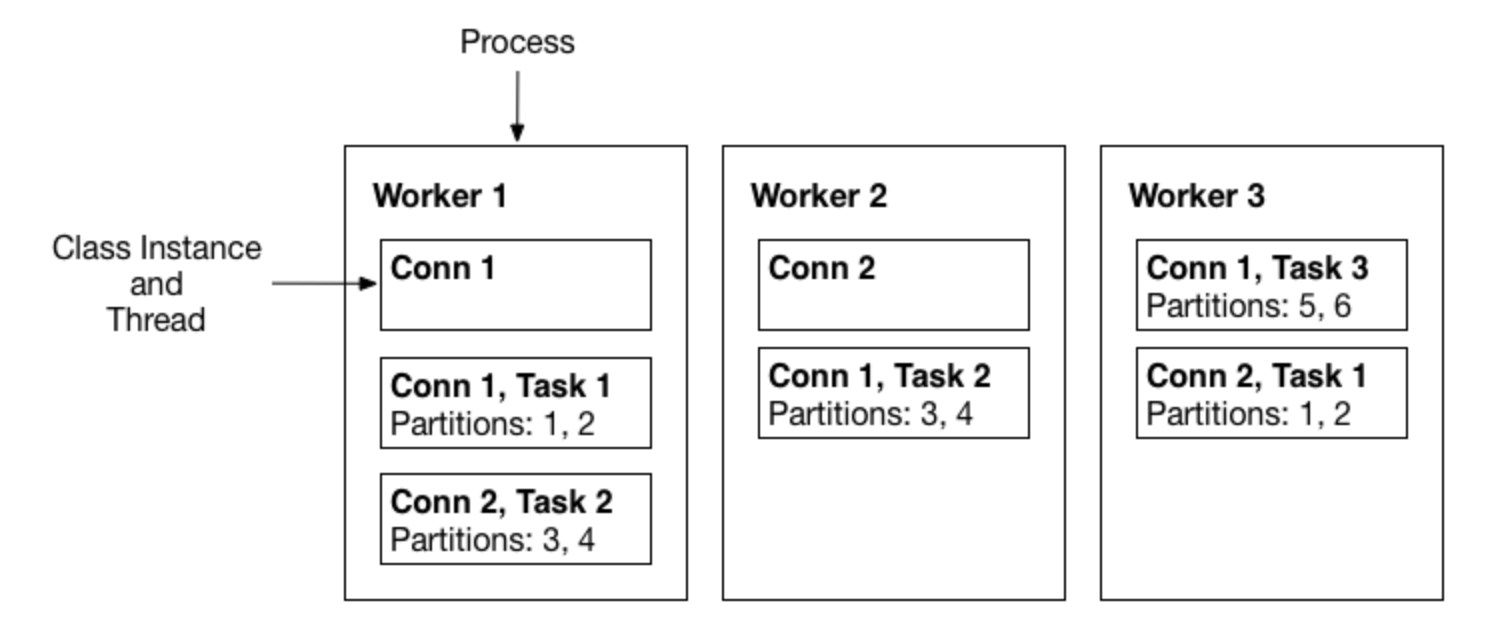 Process
Class Instance
and
Thread
Worker 1
Conn 1
Conn 1, Task 1
Partitions: 1, 2
Conn 2, Task 2
Partitions: 3, 4
Worker 2
Conn 2
Conn 1, Task 2
Partitions: 3, 4
Worker 3
Conn 1, Task 3
Partitions: 5, 6
Conn 2, Task 1
Partitions: 1, 2